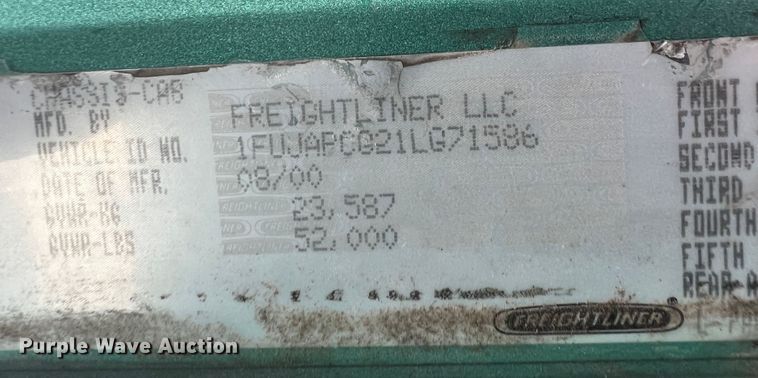 CHASSIS-CAB
MFD. BY FREIGHTLINER LLC
VEHICLE ID NO. 1FUJAPCG21LG71586
DATE OF MFR. 08/00
GVWR-KG 23,587
GVWR-LBS 52,000
FRONT
FIRST
SECOND
THIRD
FOURTH
FIFTH
REAR-A
FREIGHTLINER
Purple Wave Auction